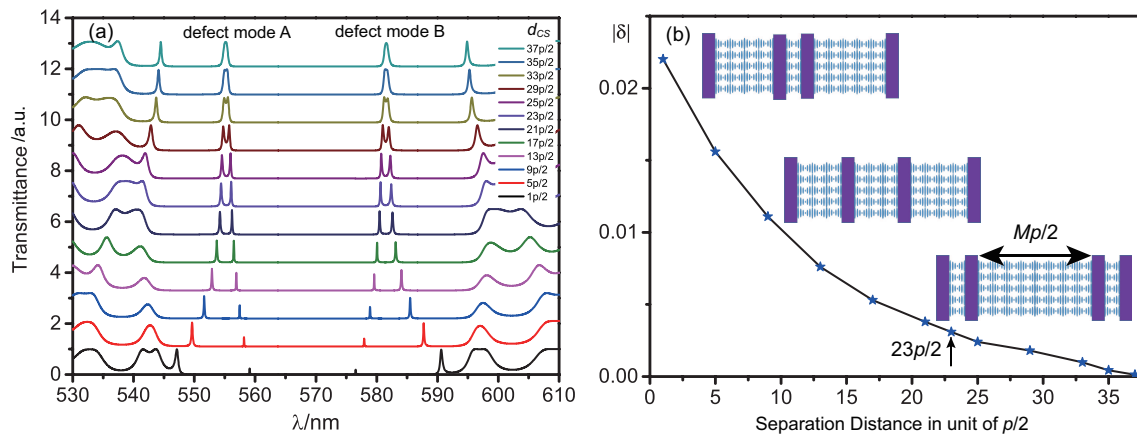 (a)
defect mode A
defect mode B
d_CS
37p/2
35p/2
33p/2
29p/2
25p/2
23p/2
21p/2
17p/2
13p/2
9p/2
5p/2
1p/2
14
12
10
8
6
4
2
0
Transmittance /a.u.
530 540 550 560 570 580 590 600 610
λ/nm
|δ|
(b)
0.02
0.01
0.00
Mp/2
23p/2
0 5 10 15 20 25 30 35
Separation Distance in unit of p/2